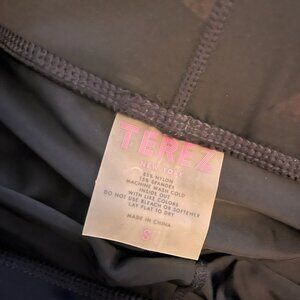 TEREZ
NEW YORK
85% NYLON
15% SPANDEX
MACHINE WASH COLD
INSIDE OUT
WITH LIKE COLORS
DO NOT USE BLEACH OR SOFTENER
LAY FLAT TO DRY
MADE IN CHINA
S